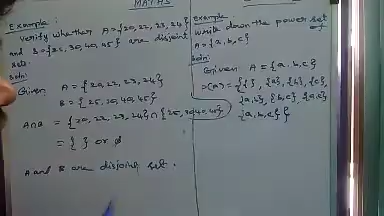 MATHS
Example:
Verify whether A = {20, 22, 23, 24}
and B = {25, 30, 40, 45} are disjoint
sets.
Soln:
Given A = {20, 22, 23, 24}
B = {25, 30, 40, 45}
A∩B = {20, 22, 23, 24} ∩ {25, 30, 40, 45}
= { } or ∅
A and B are disjoint set.
Example:
Write down the power set of
A = {a, b, c}
Soln:
Given A = {a, b, c}
P(A) = {{ }, {a}, {b}, {c},
{a, b}, {b, c}, {a, c}
{a, b, c}}